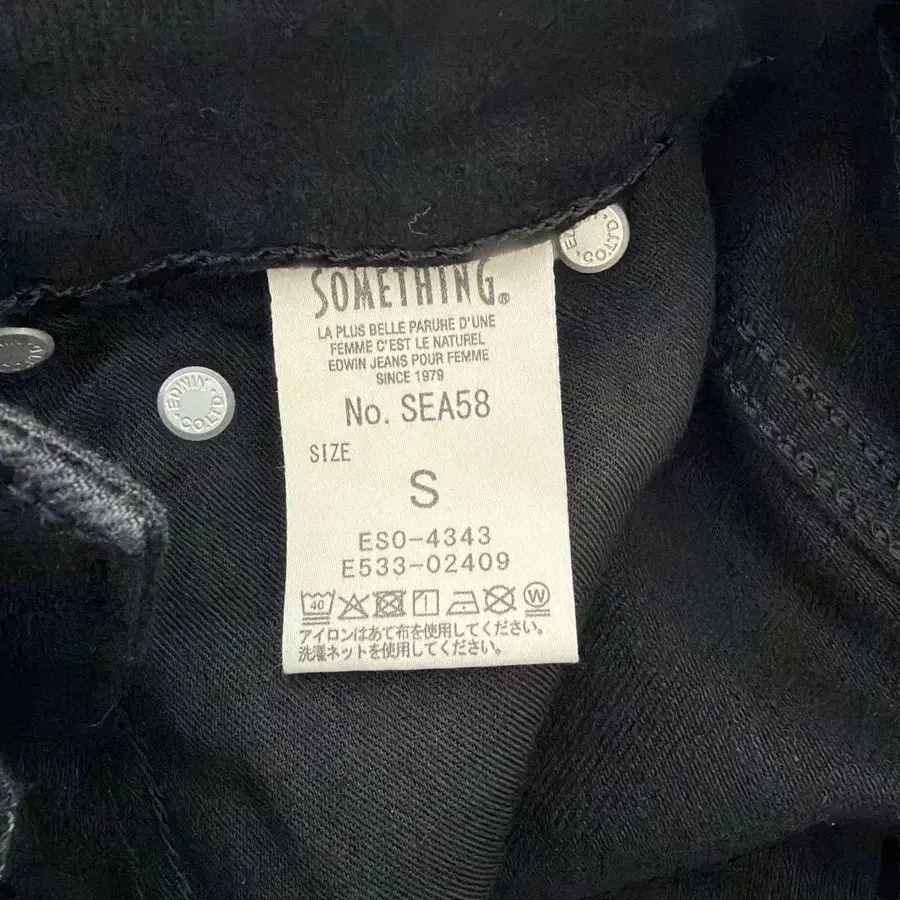 SOMETHING®
LA PLUS BELLE PARURE D'UNE
FEMME C'EST LE NATUREL
EDWIN JEANS POUR FEMME
SINCE 1979
No. SEA58
SIZE
S
ESO-4343
E533-02409
40 W
アイロンはあて布を使用してください。
洗濯ネットを使用してください。
EDWIN
CO.LTD.
CO.LTD.